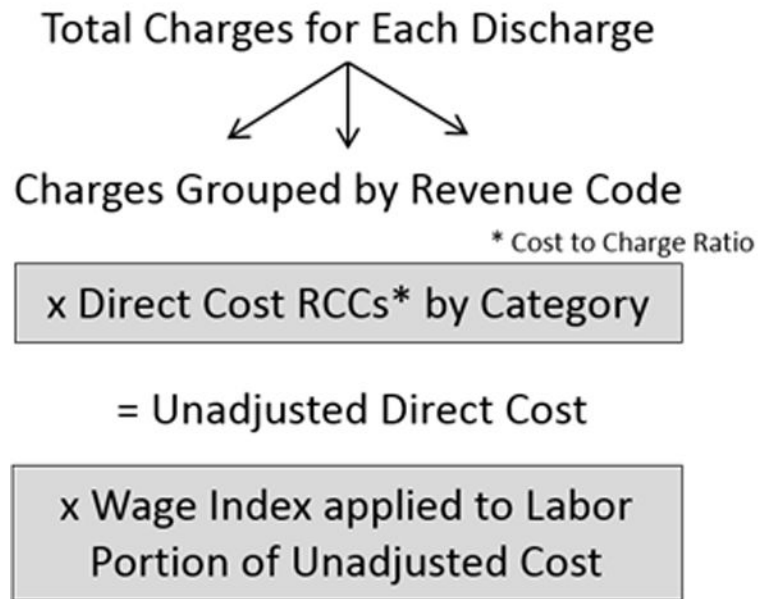 Total Charges for Each Discharge
Charges Grouped by Revenue Code
* Cost to Charge Ratio
x Direct Cost RCCs* by Category
= Unadjusted Direct Cost
x Wage Index applied to Labor
Portion of Unadjusted Cost